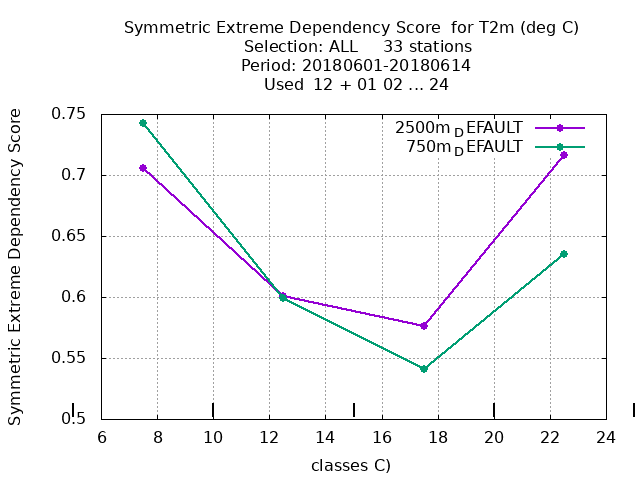 Symmetric Extreme Dependency Score  for T2m (deg C)
Selection: ALL     33 stations
Period: 20180601-20180614
Used  12 + 01 02 ... 24
Symmetric Extreme Dependency Score
0.75
0.7
0.65
0.6
0.55
0.5
2500m_DEFAULT
750m_DEFAULT
6 8 10 12 14 16 18 20 22 24
classes C)